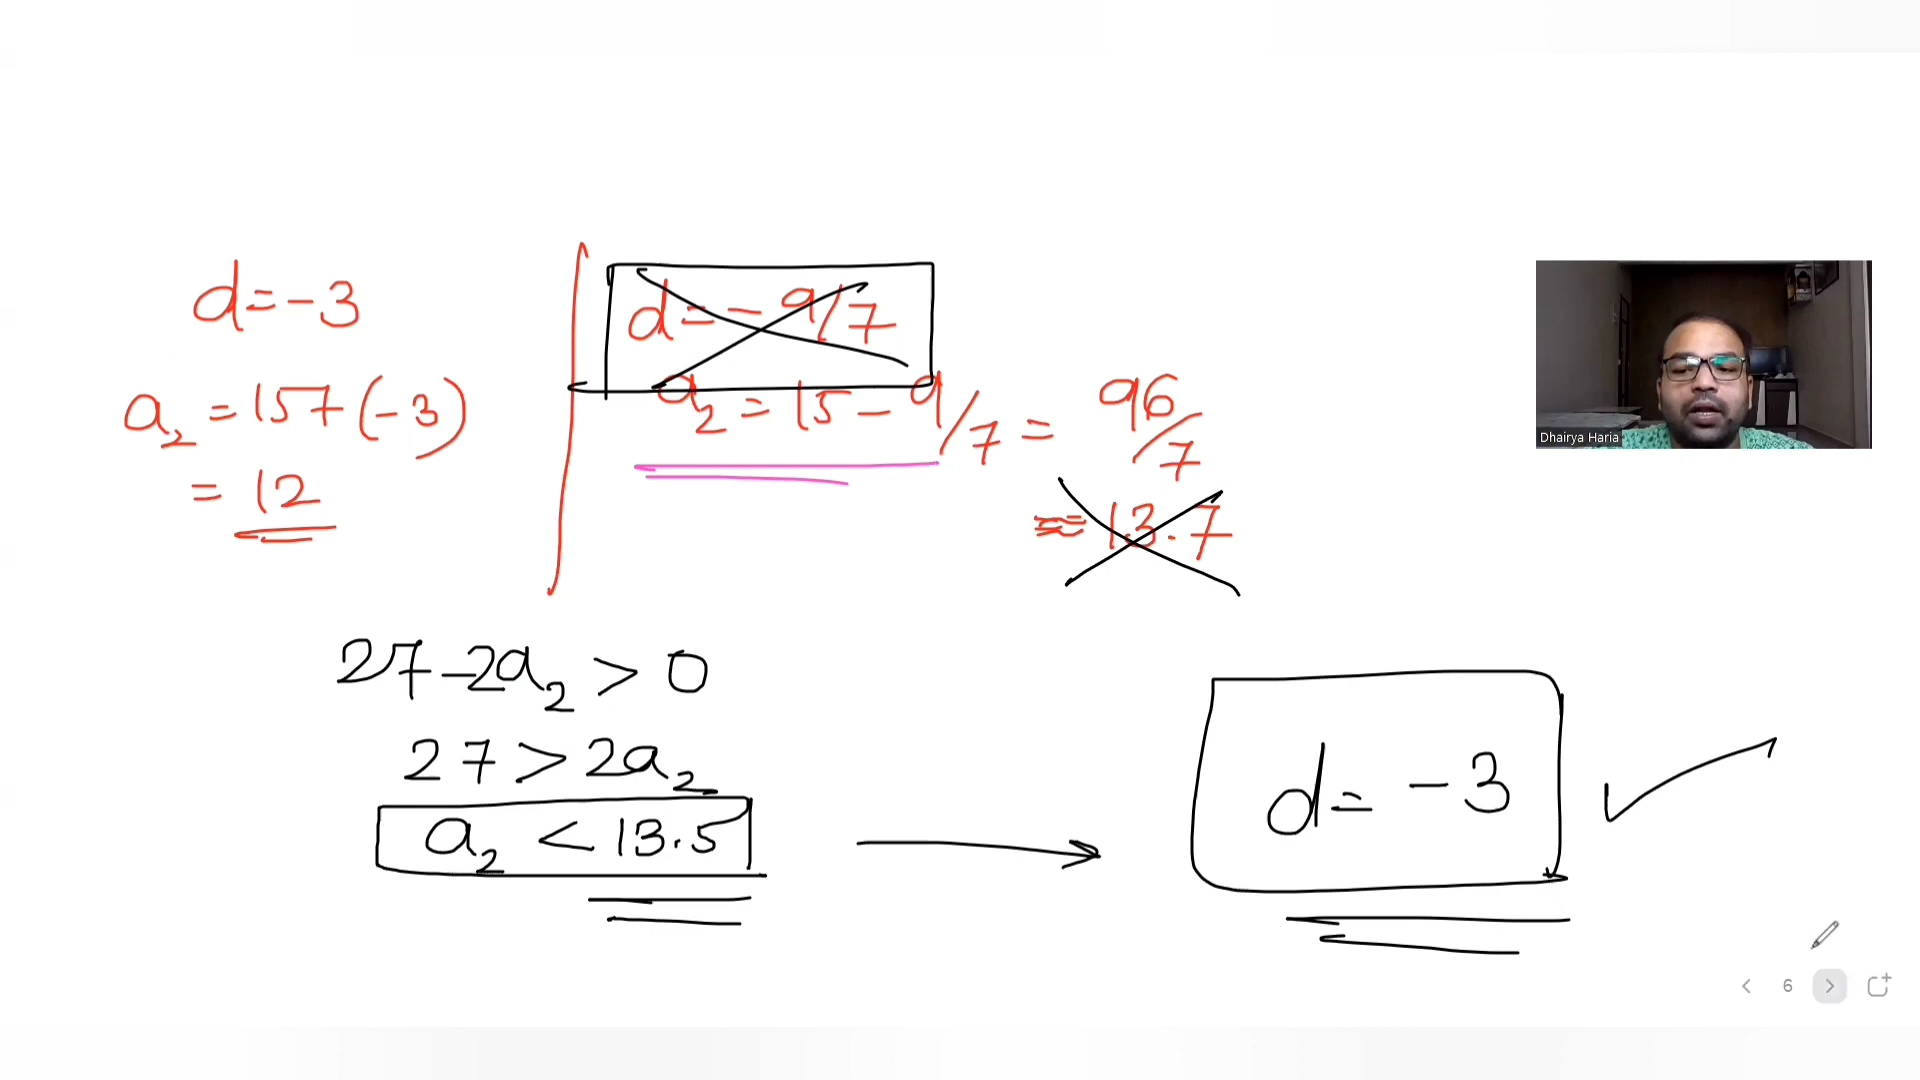 d = -3
a₂ = 157(-3)
= 12
d = - 9/7
a₂ = 15 - 9/7 = 96/7
= 13.7
27-2a₂ > 0
27 > 2a₂
a₂ < 13.5
d = -3
Dhairya Haria
6